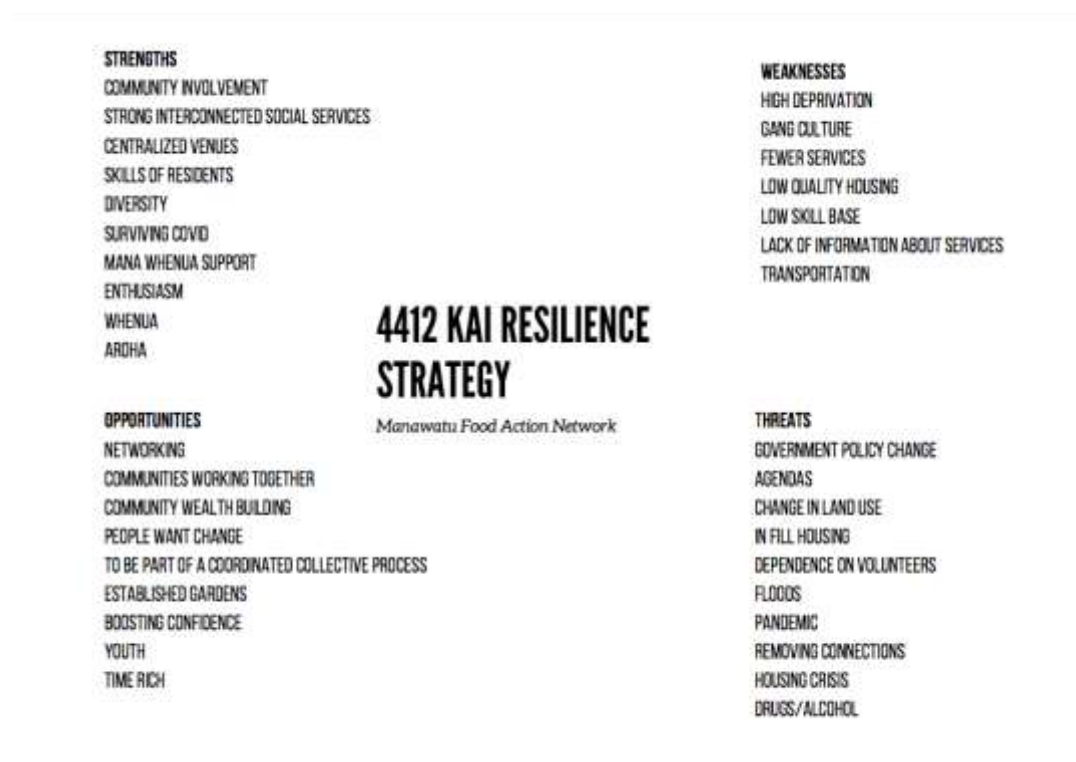 STRENGTHS
COMMUNITY INVOLVEMENT
STRONG INTERCONNECTED SOCIAL SERVICES
CENTRALIZED VENUES
SKILLS OF RESIDENTS
DIVERSITY
SURVIVING COVID
MANA WHENUA SUPPORT
ENTHUSIASM
WHENUA
AROHA
WEAKNESSES
HIGH DEPRIVATION
GANG CULTURE
FEWER SERVICES
LOW QUALITY HOUSING
LOW SKILL BASE
LACK OF INFORMATION ABOUT SERVICES
TRANSPORTATION
4412 KAI RESILIENCE
STRATEGY
Manawatu Food Action Network
OPPORTUNITIES
NETWORKING
COMMUNITIES WORKING TOGETHER
COMMUNITY WEALTH BUILDING
PEOPLE WANT CHANGE
TO BE PART OF A COORDINATED COLLECTIVE PROCESS
ESTABLISHED GARDENS
BOOSTING CONFIDENCE
YOUTH
TIME RICH
THREATS
GOVERNMENT POLICY CHANGE
AGENDAS
CHANGE IN LAND USE
IN FILL HOUSING
DEPENDENCE ON VOLUNTEERS
FLOODS
PANDEMIC
REMOVING CONNECTIONS
HOUSING CRISIS
DRUGS/ALCOHOL